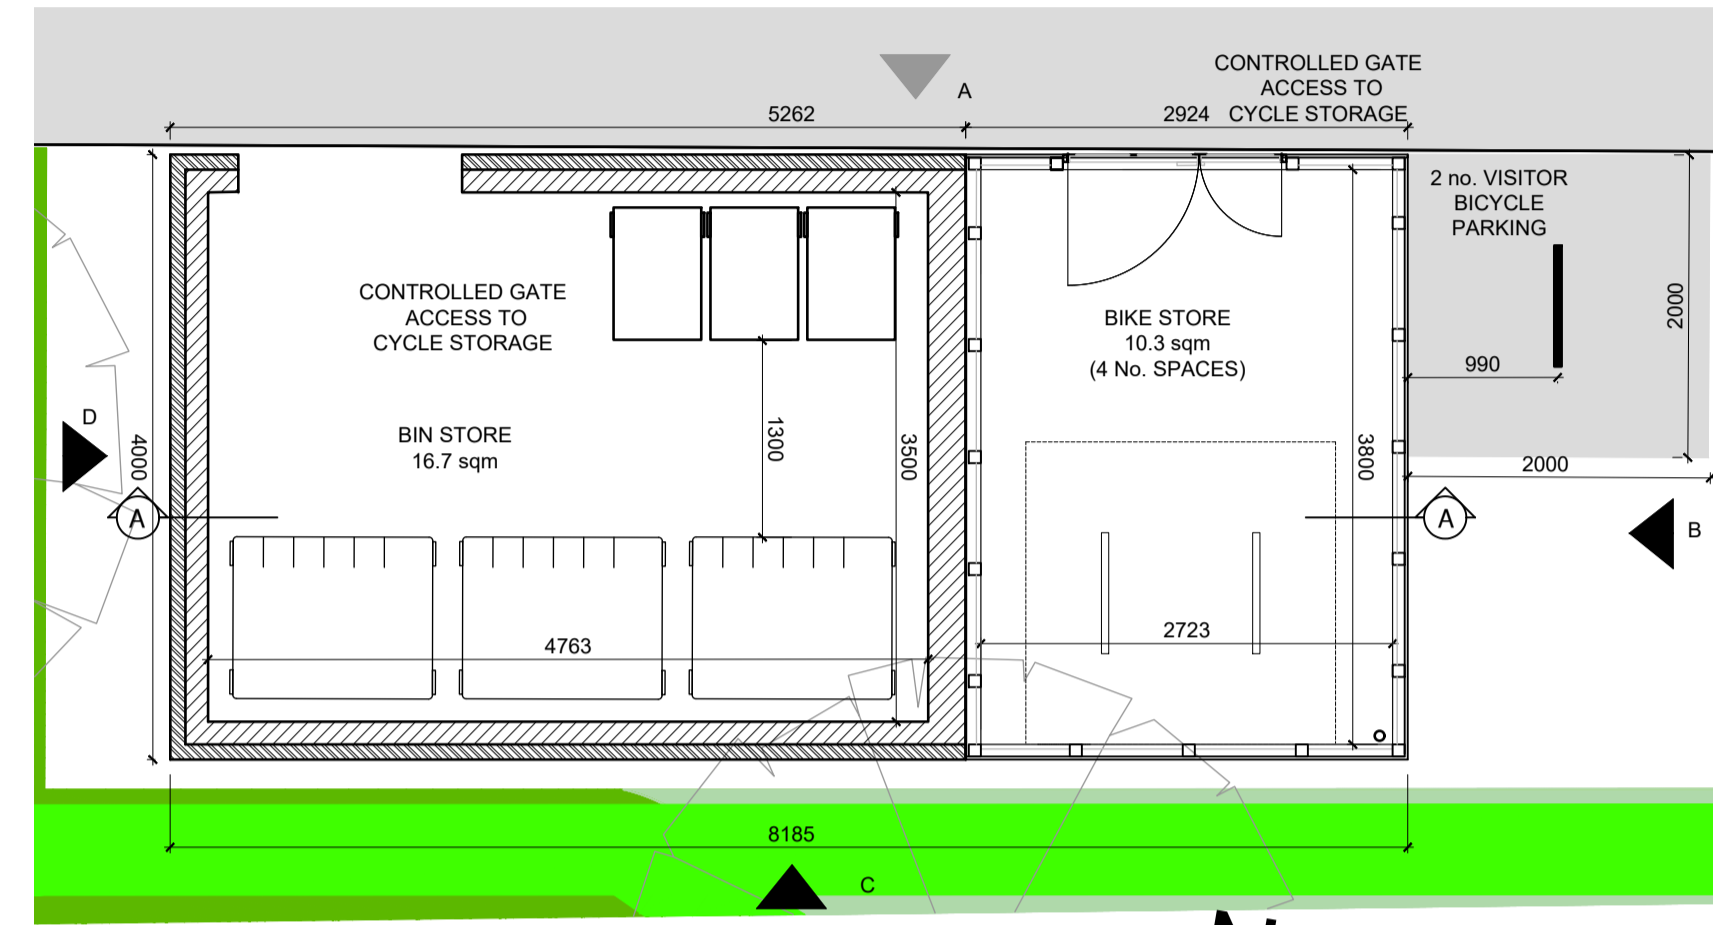 CONTROLLED GATE
ACCESS TO
CYCLE STORAGE
A
5262
2924
2 no. VISITOR
BICYCLE
PARKING
CONTROLLED GATE
ACCESS TO
CYCLE STORAGE
BIKE STORE
10.3 sqm
(4 No. SPACES)
2000
990
D
BIN STORE
16.7 sqm
4000
1300
3500
3800
2000
A
A
B
4763
2723
8185
C